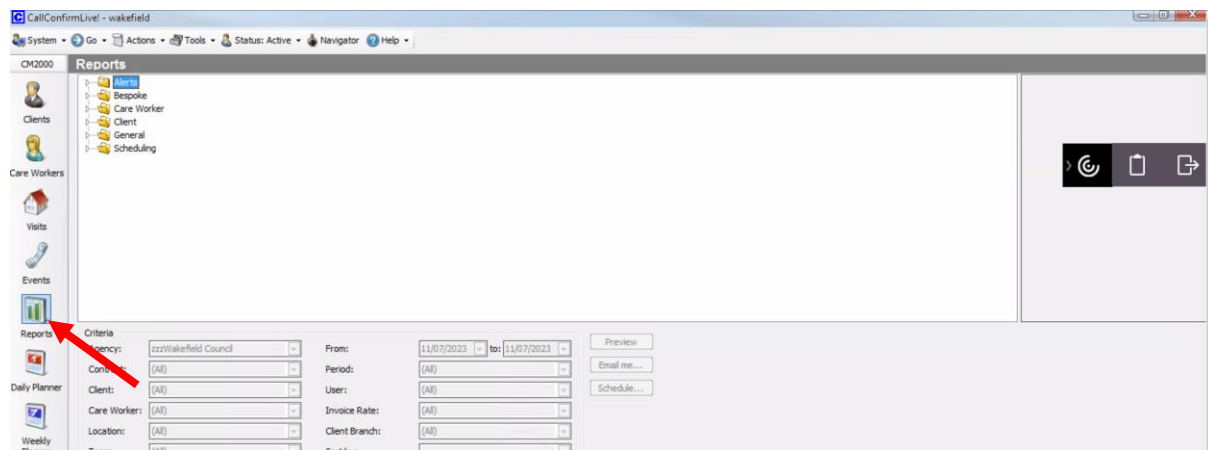 CallConfirmLive! - wakefield
System Go Actions Tools Status: Active Navigator Help
CM2000 Reports
Clients
Care Workers
Visits
Events
Reports
Daily Planner
Weekly
Alerts
Bespoke
Care Worker
Client
General
Scheduling
Criteria
Agency: zzzWakefield Council From: 11/07/2023 to: 11/07/2023 Preview
(All) Period: (All) Email me...
Client: (All) User: (All) Schedule...
Care Worker: (All) Invoice Rate: (All)
Location: (All) Client Branch: (All)